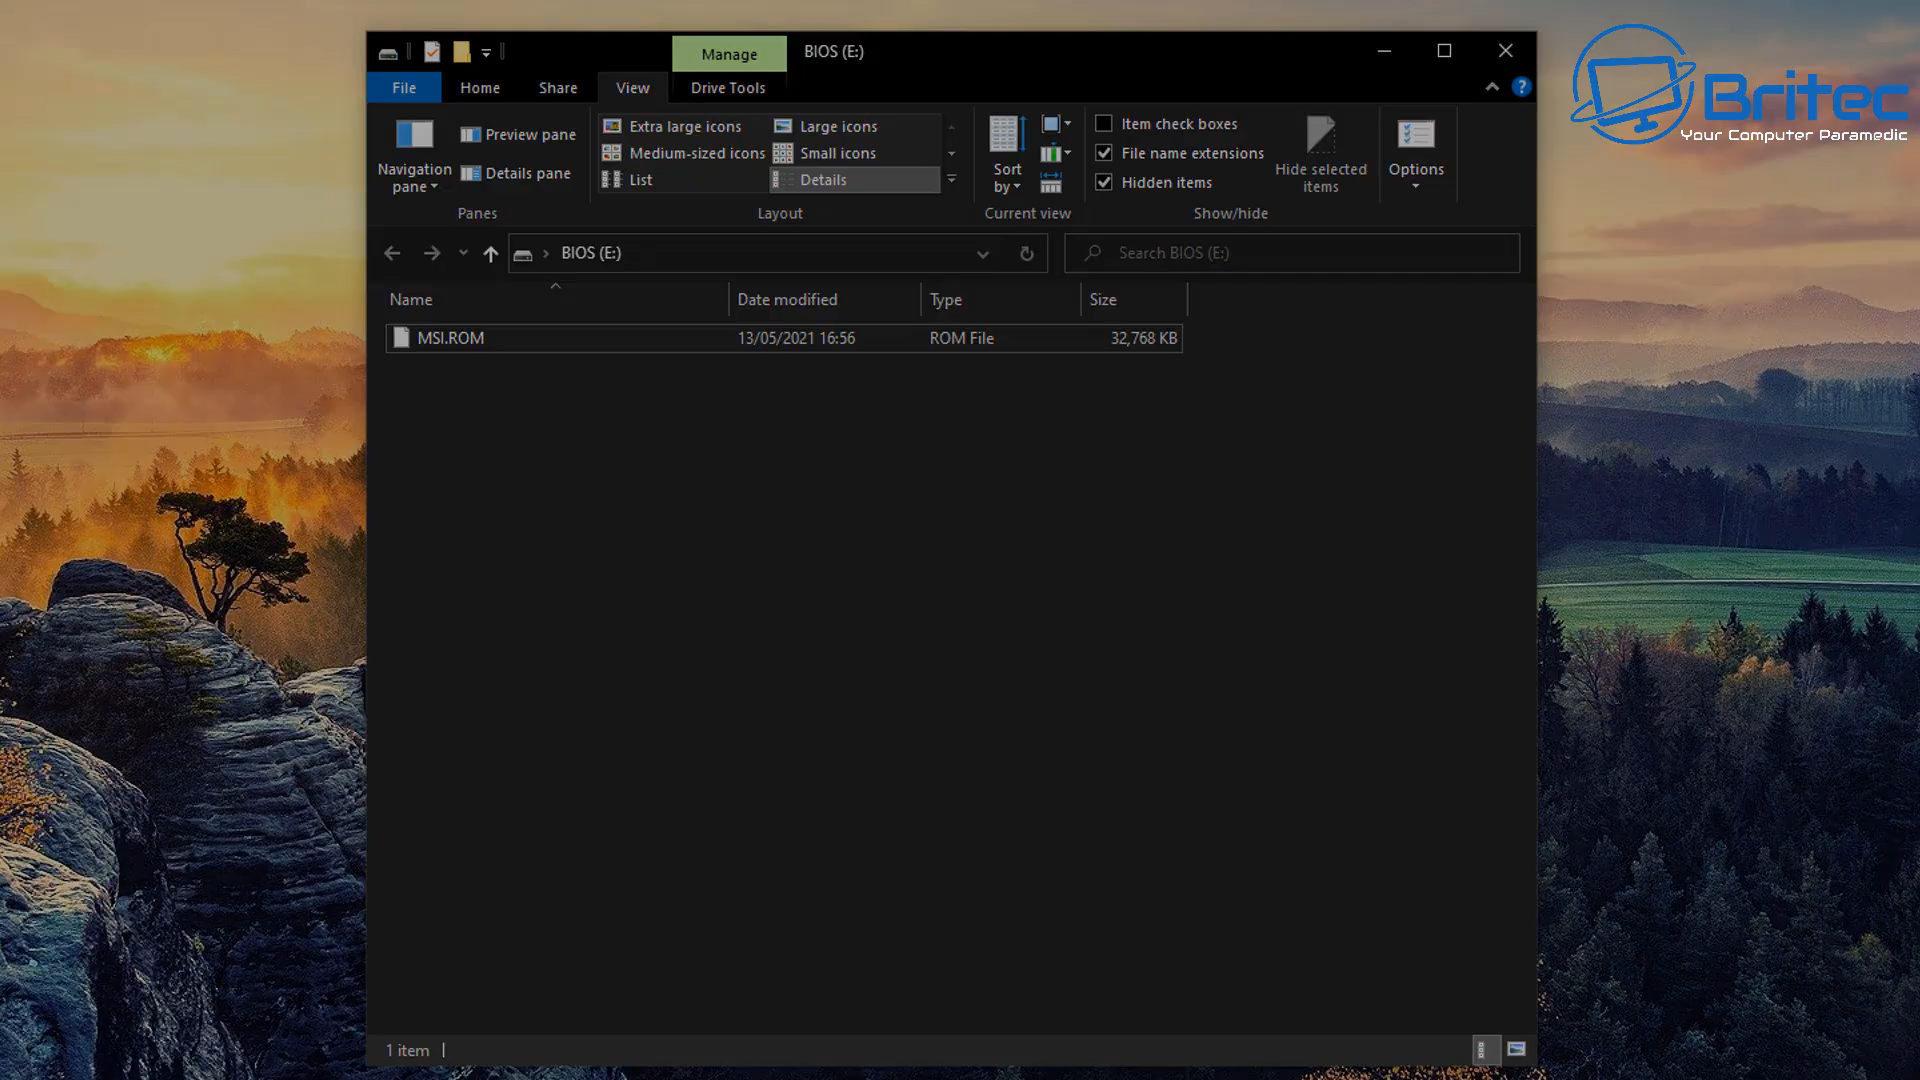 Manage
BIOS (E:)
File
Home
Share
View
Drive Tools
?
Britec
Your Computer Paramedic
Navigation pane
Preview pane
Details pane
Panes
Extra large icons
Large icons
Medium-sized icons
Small icons
List
Details
Layout
Sort by
Current view
Item check boxes
File name extensions
Hidden items
Hide selected items
Show/hide
Options
BIOS (E:)
Search BIOS (E:)
Name
Date modified
Type
Size
MSI.ROM
13/05/2021 16:56
ROM File
32,768 KB
1 item